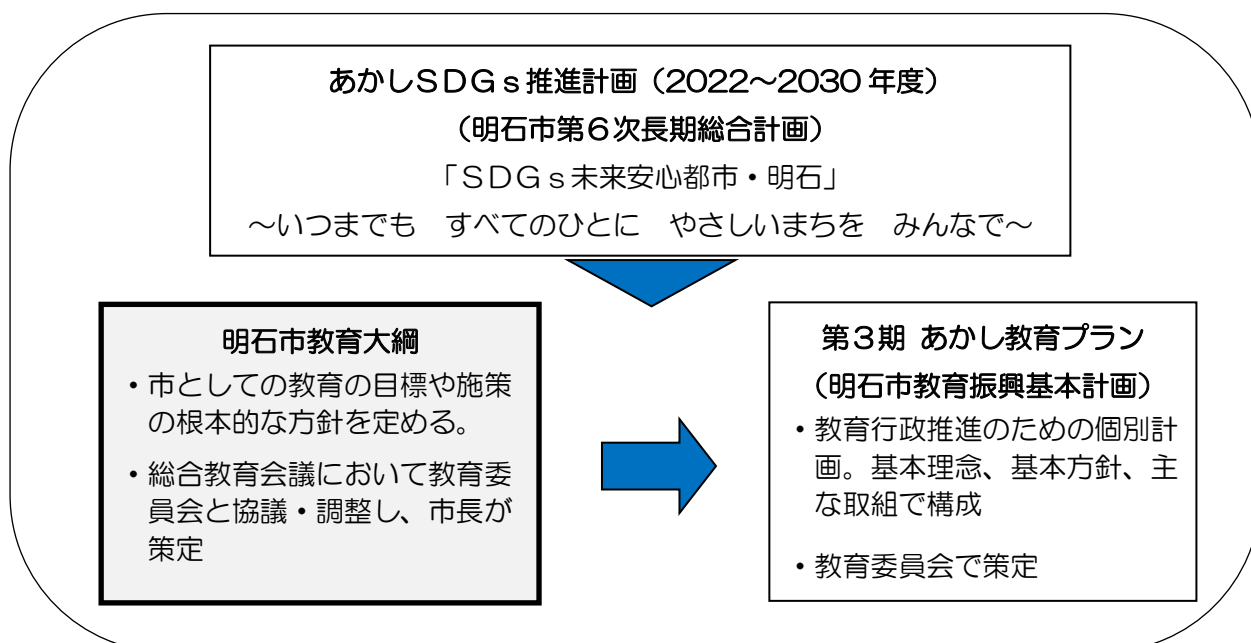 あかしSDGs推進計画（2022～2030年度）
（明石市第６次長期総合計画）
「SDGs未来安心都市・明石」
～いつまでも　すべてのひとに　やさしいまちを　みんなで～
明石市教育大綱
・市としての教育の目標や施策
の根本的な方針を定める。
・総合教育会議において教育委
員会と協議・調整し、市長が
策定
第３期 あかし教育プラン
（明石市教育振興基本計画）
・教育行政推進のための個別計
画。基本理念、基本方針、主
な取組で構成
・教育委員会で策定